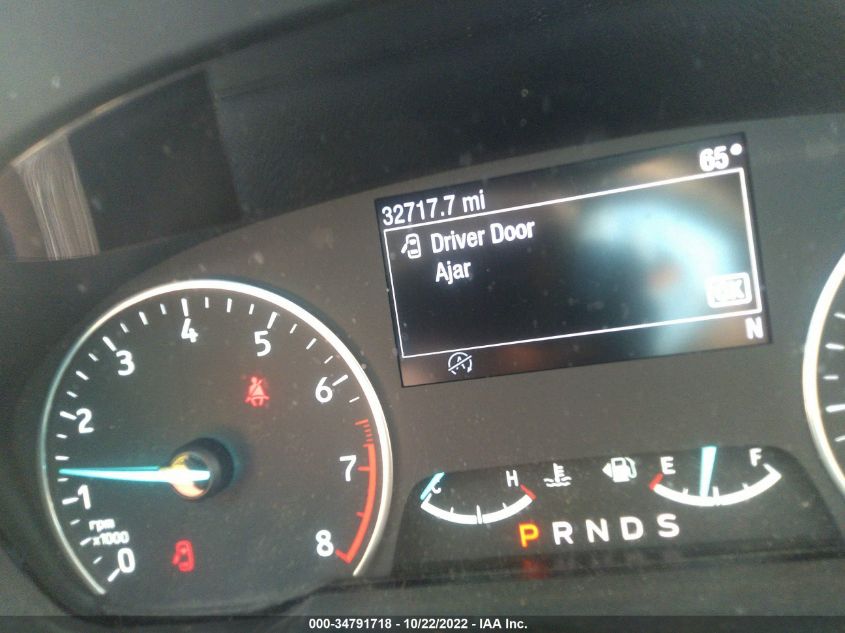 65°
32717.7 mi
Driver Door
Ajar
OK
N
0 1 2 3 4 5 6 7 8
rpm
x1000
C H E F
P R N D S
000-34791718 - 10/22/2022 - IAA Inc.